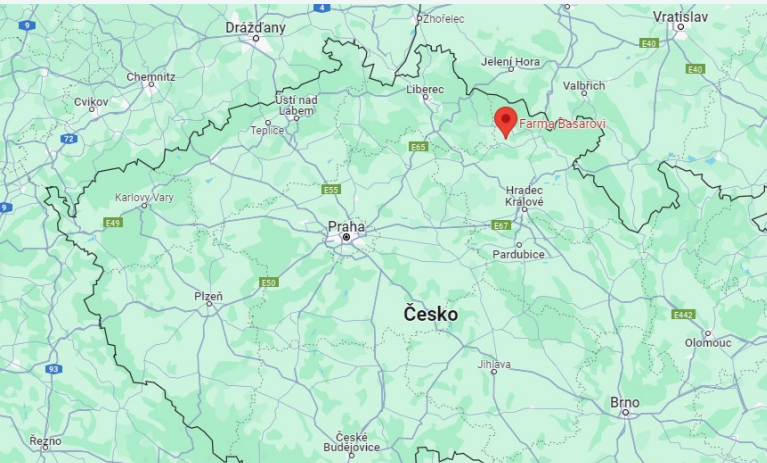 9
4
Drážďany
Zhořelec
Vratislav
E40
Jelení Hora
E40
Chemnitz
Liberec
Valbřich
Cvikov
Ústí nad
Labem
Teplice
Farma Basařovi
72
E65
E55
Karlovy Vary
Hradec
Králové
9
E49
Praha
E67
Pardubice
E50
Plzeň
Česko
E442
Olomouc
93
Jihlava
Brno
Řezno
České
Budějovice